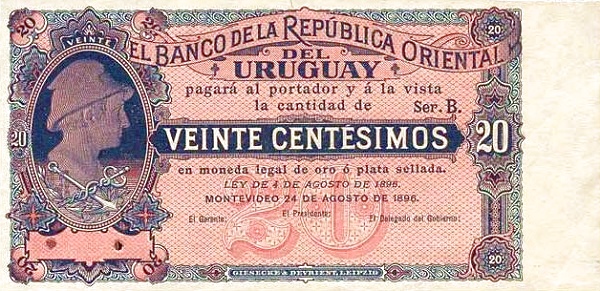 20 20
VEINTE
EL BANCO DE LA REPÚBLICA ORIENTAL
DEL
URUGUAY
pagará al portador y á la vista
la cantidad de Ser. B.
20 VEINTE CENTÉSIMOS 20
en moneda legal de oro ó plata sellada.
LEY DE 4 DE AGOSTO DE 1896.
MONTEVIDEO 24 DE AGOSTO DE 1896.
El Gerente: El Presidente: El Delegado del Gobierno:
20
20 20 20
GIESECKE & DEVRIENT, LEIPZIG